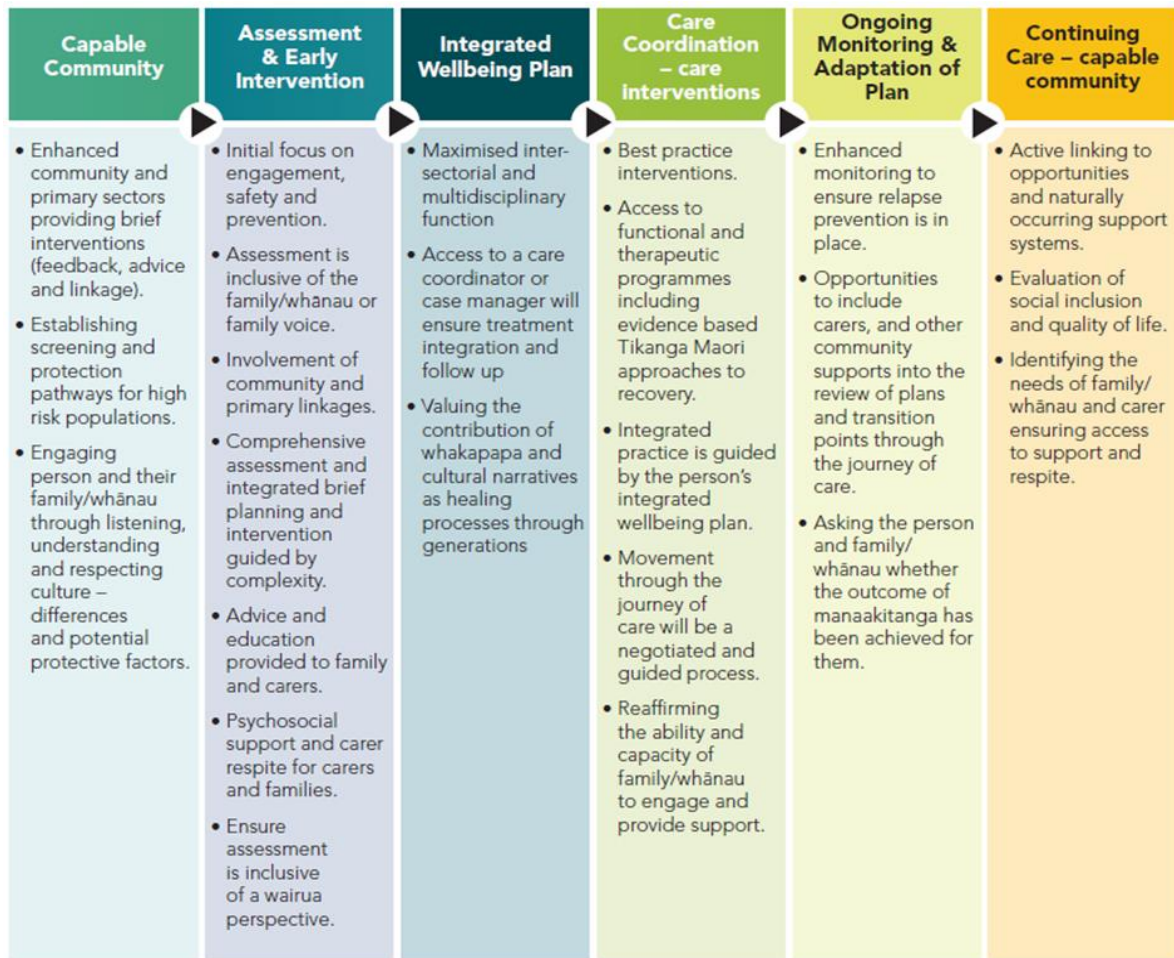 Capable
Community
• Enhanced
community and
primary sectors
providing brief
interventions
(feedback, advice
and linkage).
• Establishing
screening and
protection
pathways for high
risk populations.
• Engaging
person and their
family/whānau
through listening,
understanding
and respecting
culture –
differences
and potential
protective factors.
Assessment
& Early
Intervention
• Initial focus on
engagement,
safety and
prevention.
• Assessment is
inclusive of the
family/whānau or
family voice.
• Involvement of
community and
primary linkages.
• Comprehensive
assessment and
integrated brief
planning and
intervention
guided by
complexity.
• Advice and
education
provided to family
and carers.
• Psychosocial
support and carer
respite for carers
and families.
• Ensure
assessment
is inclusive
of a wairua
perspective.
Integrated
Wellbeing Plan
• Maximised inter-
sectorial and
multidisciplinary
function
• Access to a care
coordinator or
case manager will
ensure treatment
integration and
follow up
• Valuing the
contribution of
whakapapa and
cultural narratives
as healing
processes through
generations
Care
Coordination
– care
interventions
• Best practice
interventions.
• Access to
functional and
therapeutic
programmes
including
evidence based
Tikanga Maori
approaches to
recovery.
• Integrated
practice is guided
by the person's
integrated
wellbeing plan.
• Movement
through the
journey of
care will be a
negotiated and
guided process.
• Reaffirming
the ability and
capacity of
family/whānau
to engage and
provide support.
Ongoing
Monitoring &
Adaptation of
Plan
• Enhanced
monitoring to
ensure relapse
prevention is in
place.
• Opportunities
to include
carers, and other
community
supports into the
review of plans
and transition
points through
the journey of
care.
• Asking the person
and family/
whānau whether
the outcome of
manaakitanga has
been achieved for
them.
Continuing
Care – capable
community
• Active linking to
opportunities
and naturally
occurring support
systems.
• Evaluation of
social inclusion
and quality of life.
• Identifying the
needs of family/
whānau and carer
ensuring access
to support and
respite.